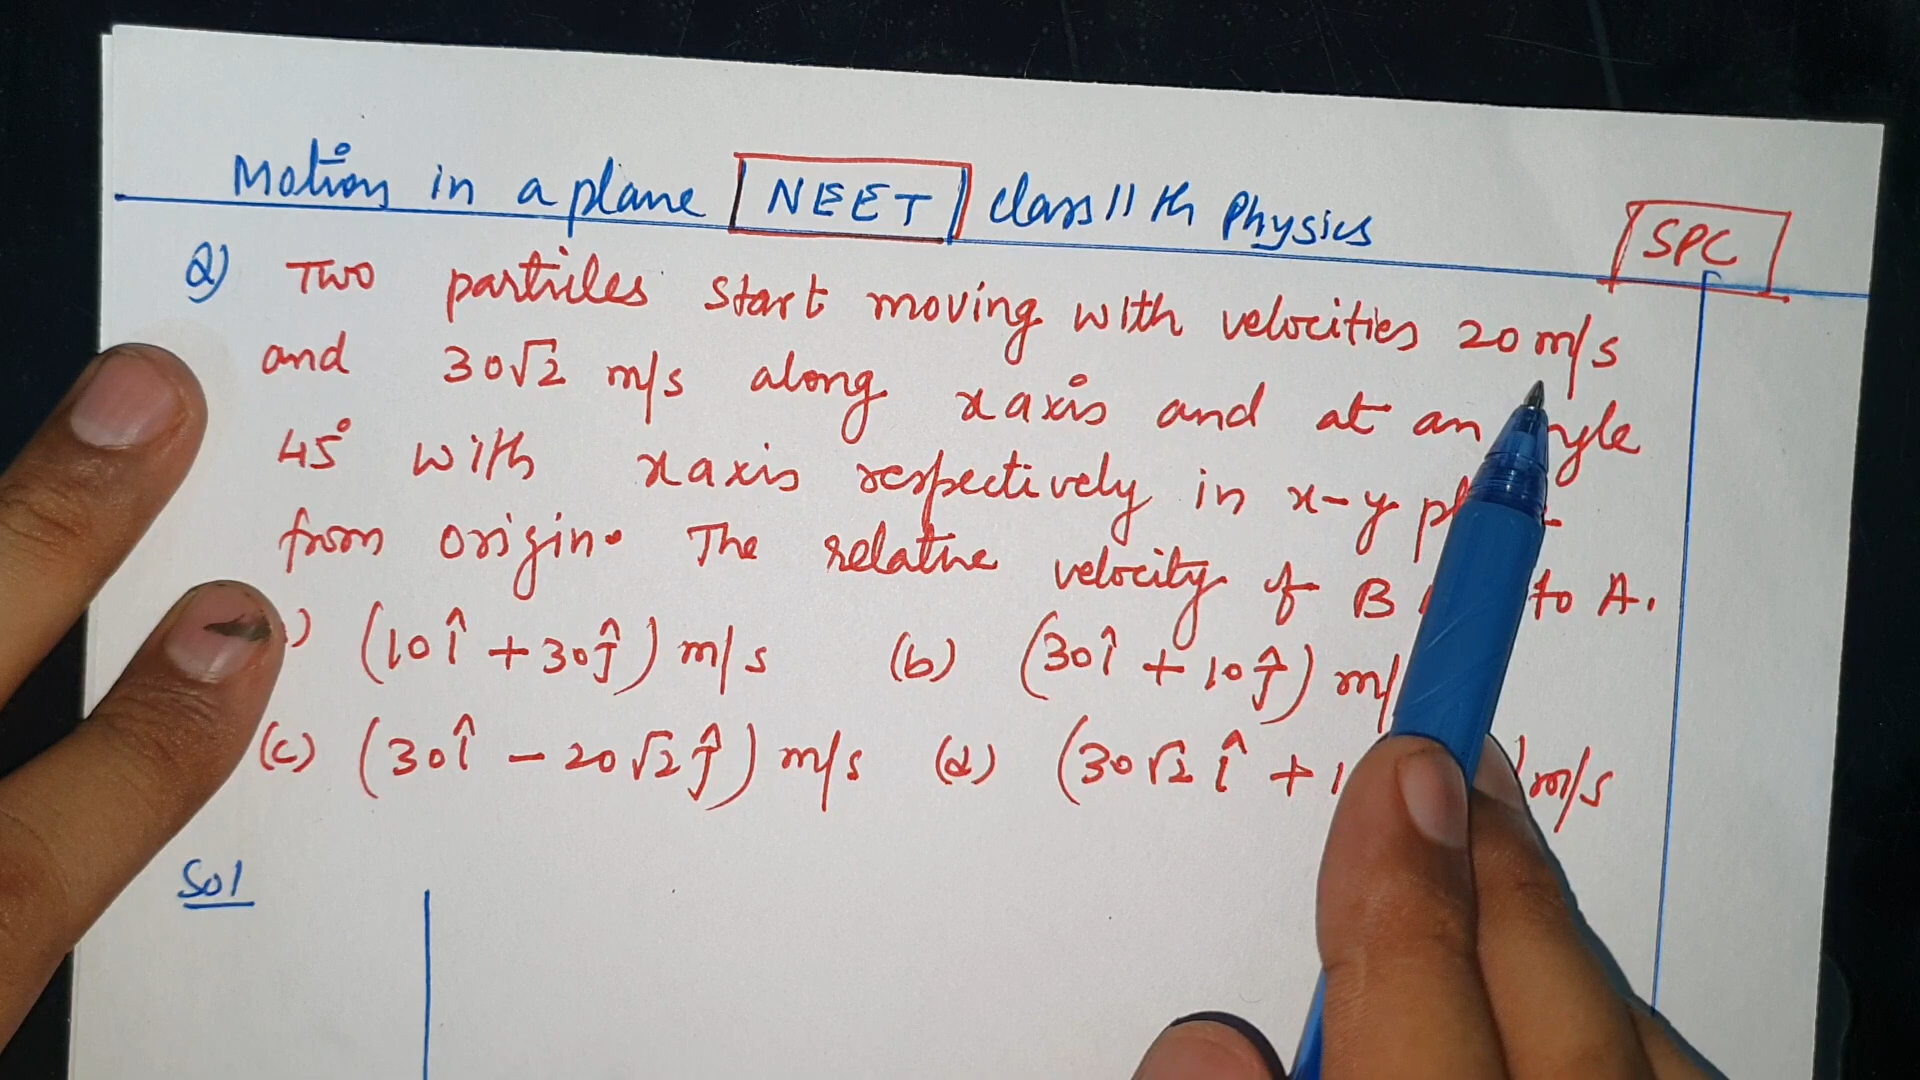 Motion in a plane NEET class 11 th Physics
SPC
Q) Two particles start moving with velocities 20 m/s
and 30√2 m/s along x axis and at an
45° with x axis respectively in x-y
from origin. The relative velocity of B to A.
(10î + 30ĵ) m/s (b) (30î + 10ĵ)
(c) (30î - 20√2ĵ) m/s (d) (30√2 î + m/s
Sol